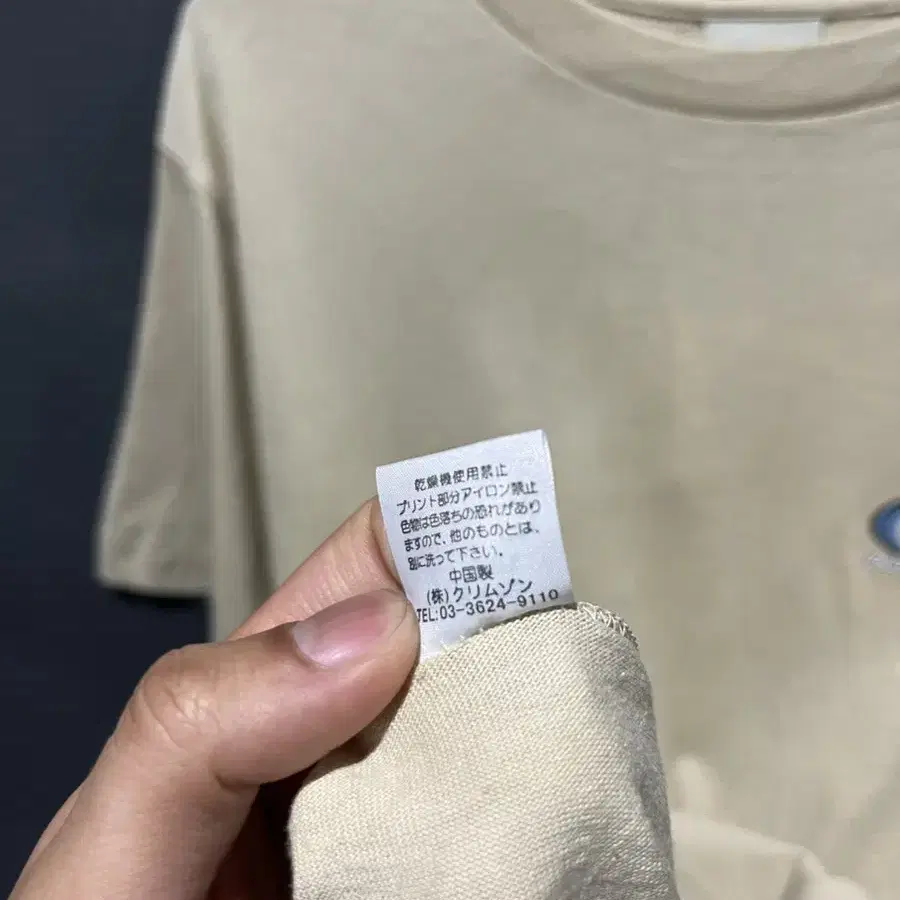 乾燥機使用禁止
プリント部分アイロン禁止
色物は色落ちの恐れがあり
ますので、他のものとは、
別に洗って下さい。
中国製
(株)クリムゾン
TEL:03-3624-9110